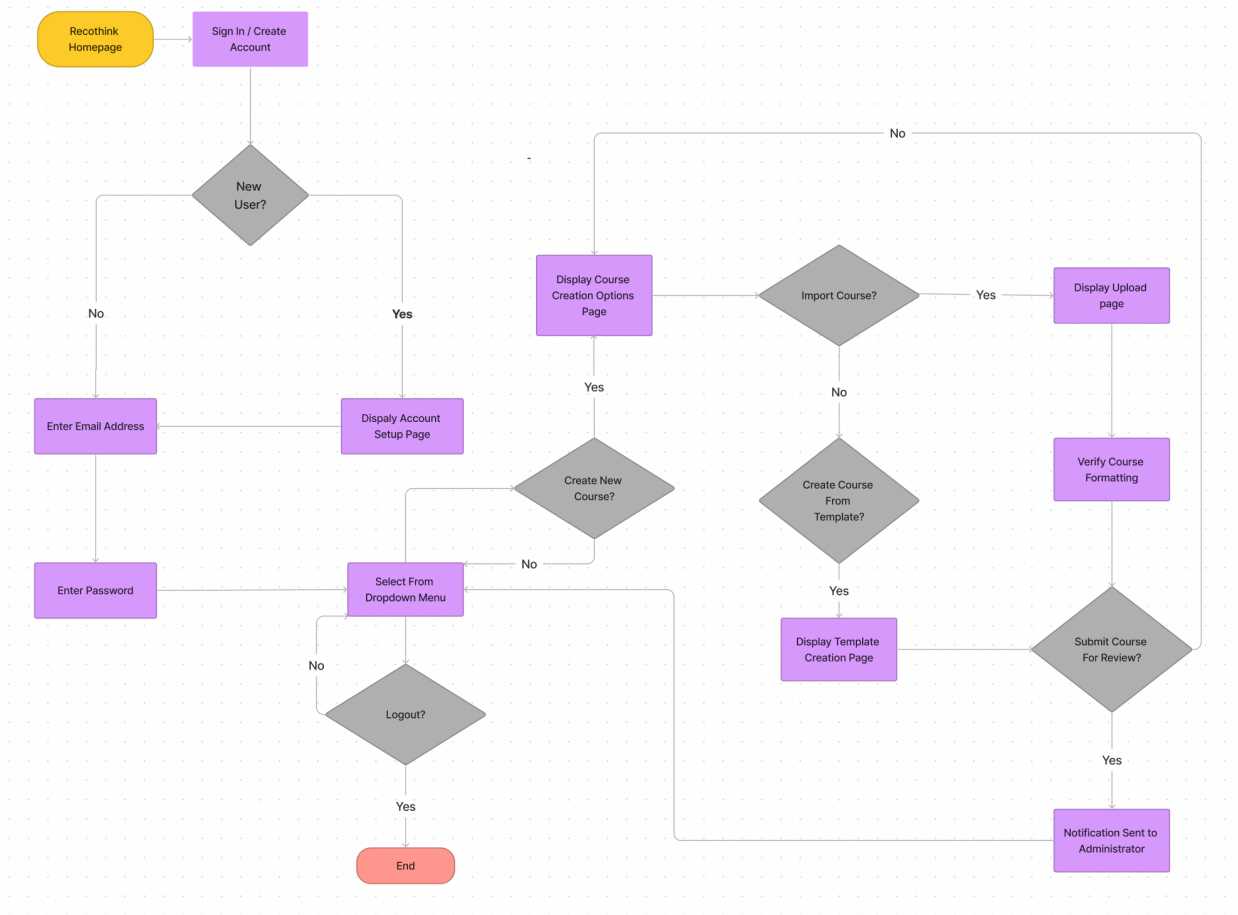 Recothink
Homepage
Sign In / Create
Account
No
-
New
User?
Display Course
Creation Options
Page
Import Course?
Yes
Display Upload
page
No
Yes
Yes
No
Enter Email Address
Dispaly Account
Setup Page
Create New
Course?
Create Course
From
Template?
Verify Course
Formatting
No
Yes
Enter Password
Select From
Dropdown Menu
Display Template
Creation Page
Submit Course
For Review?
No
Logout?
Yes
Yes
Notification Sent to
Administrator
End